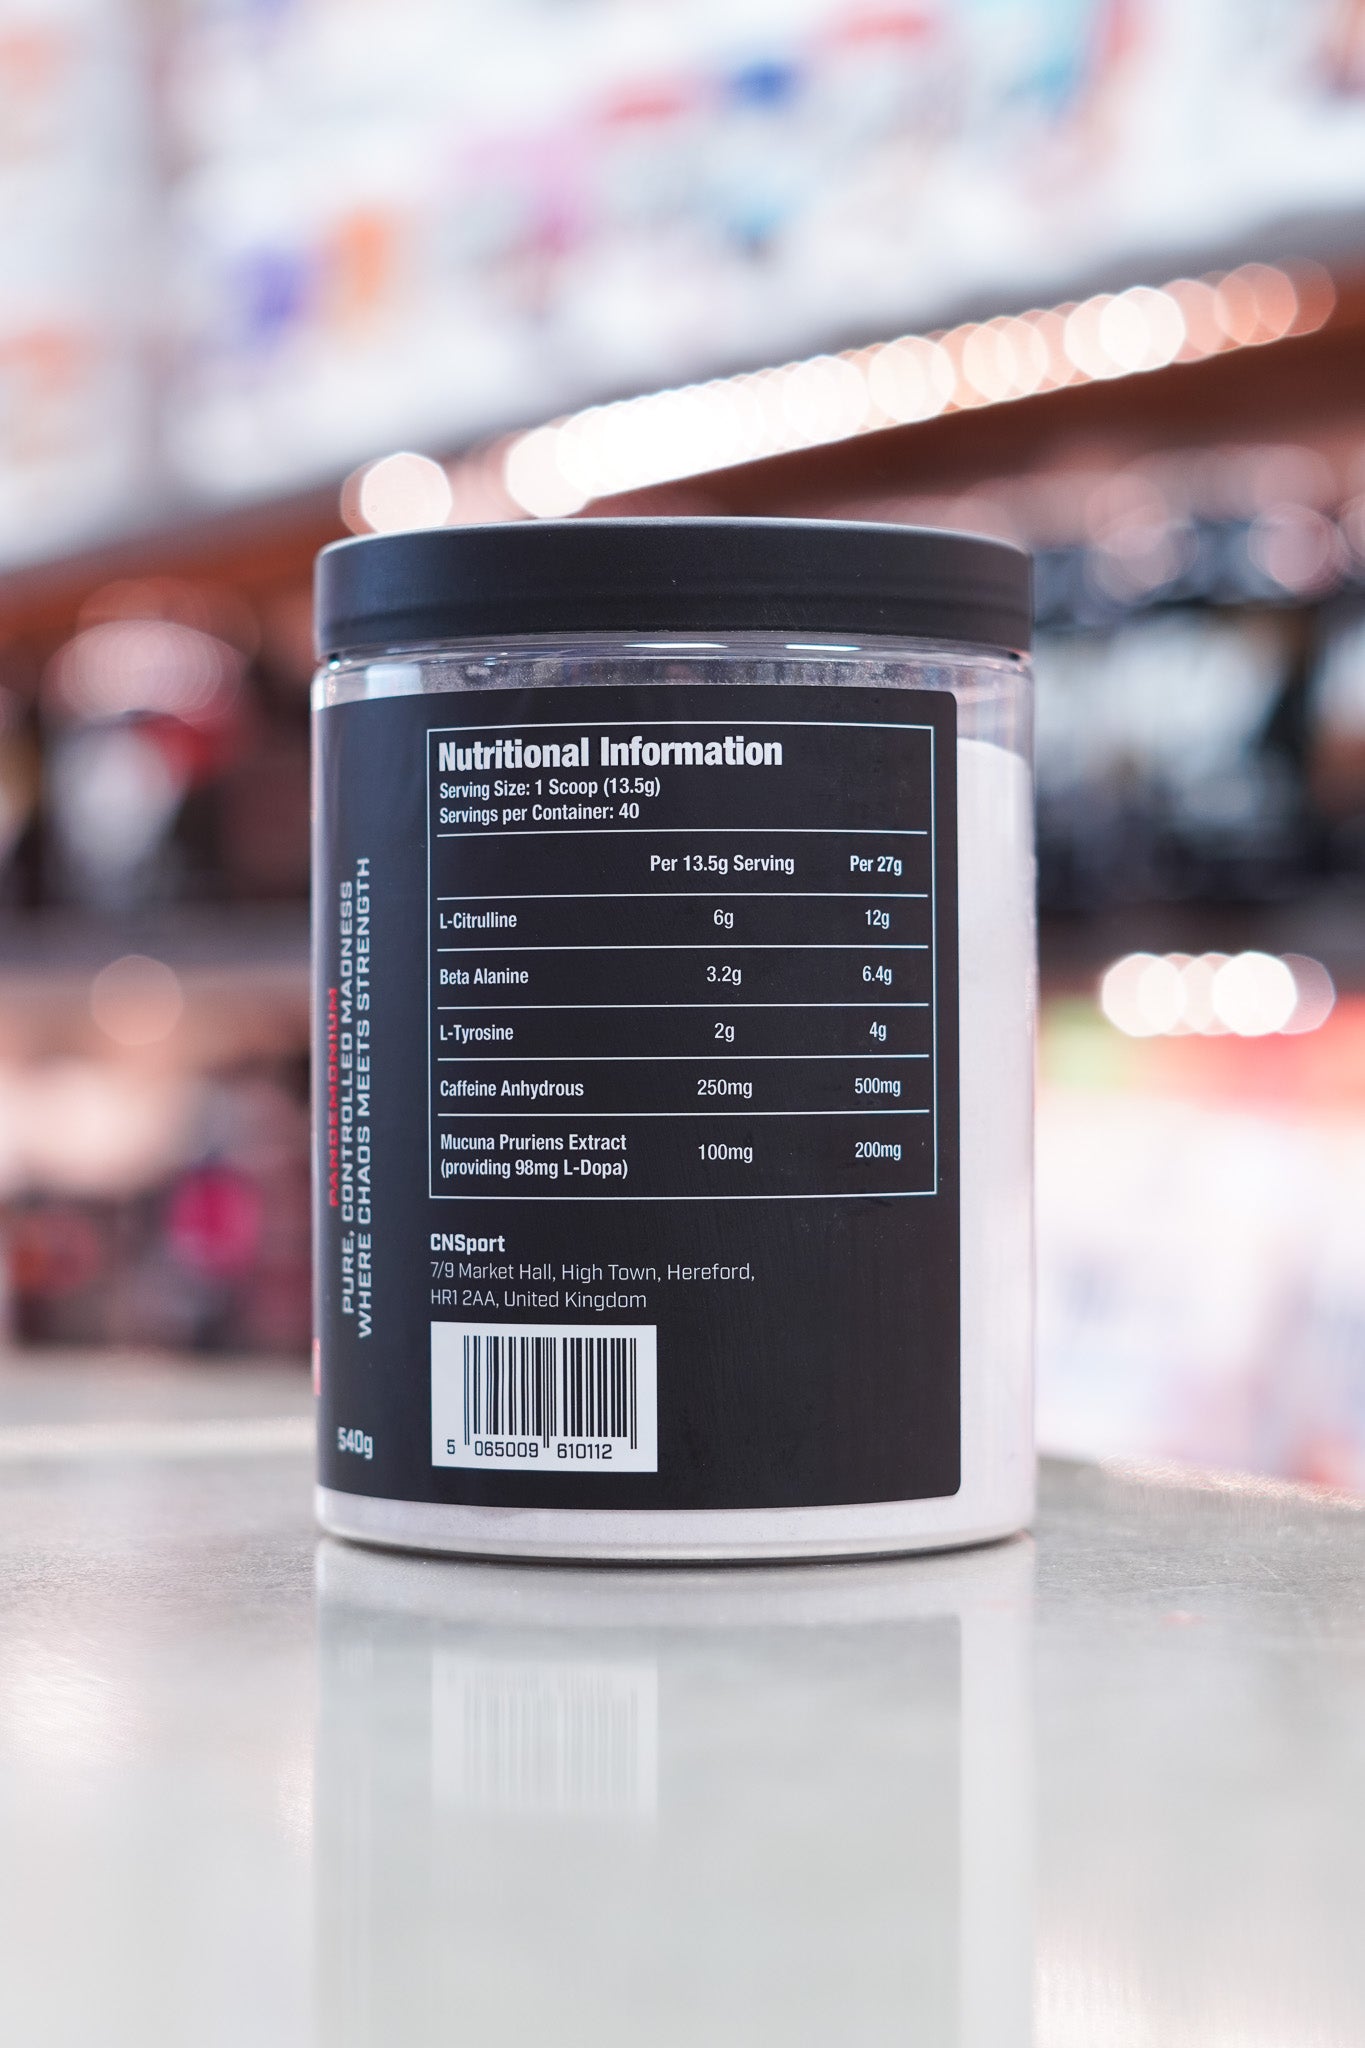 Nutritional Information
Serving Size: 1 Scoop (13.5g)
Servings per Container: 40
Per 13.5g Serving Per 27g
L-Citrulline 6g 12g
Beta Alanine 3.2g 6.4g
L-Tyrosine 2g 4g
Caffeine Anhydrous 250mg 500mg
Mucuna Pruriens Extract
(providing 98mg L-Dopa) 100mg 200mg
CNSport
7/9 Market Hall, High Town, Hereford,
HR1 2AA, United Kingdom
5 065009 610112
PANDEMONIUM
PURE, CONTROLLED MADNESS
WHERE CHAOS MEETS STRENGTH
540g